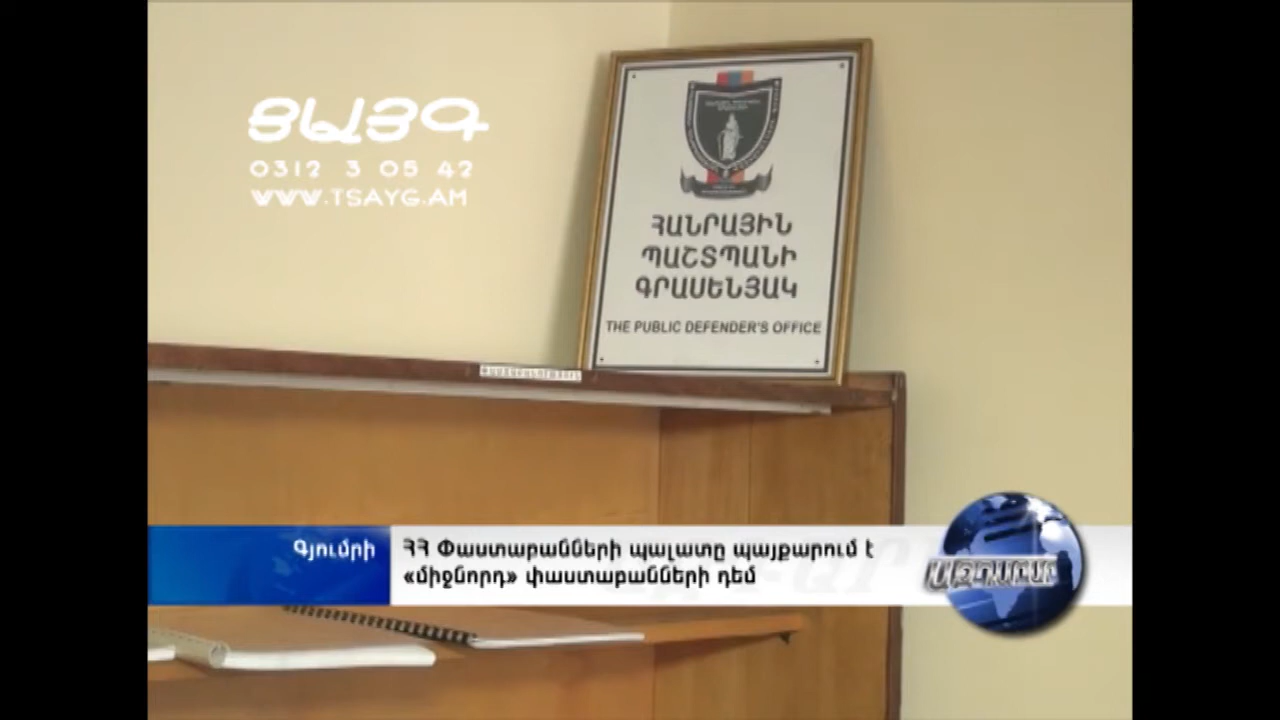 ՑԱՅԳ
0312 3 05 42
WWW.TSAYG.AM
ՀԱՆՐԱՅԻՆ
ՊԱՇՏՊԱՆԻ
ԳՐԱՍԵՆՅԱԿ
THE PUBLIC DEFENDER'S OFFICE
Գյումրի
ՀՀ Փաստաբանների պալատը պայքարում է
«միջնորդ» փաստաբանների դեմ